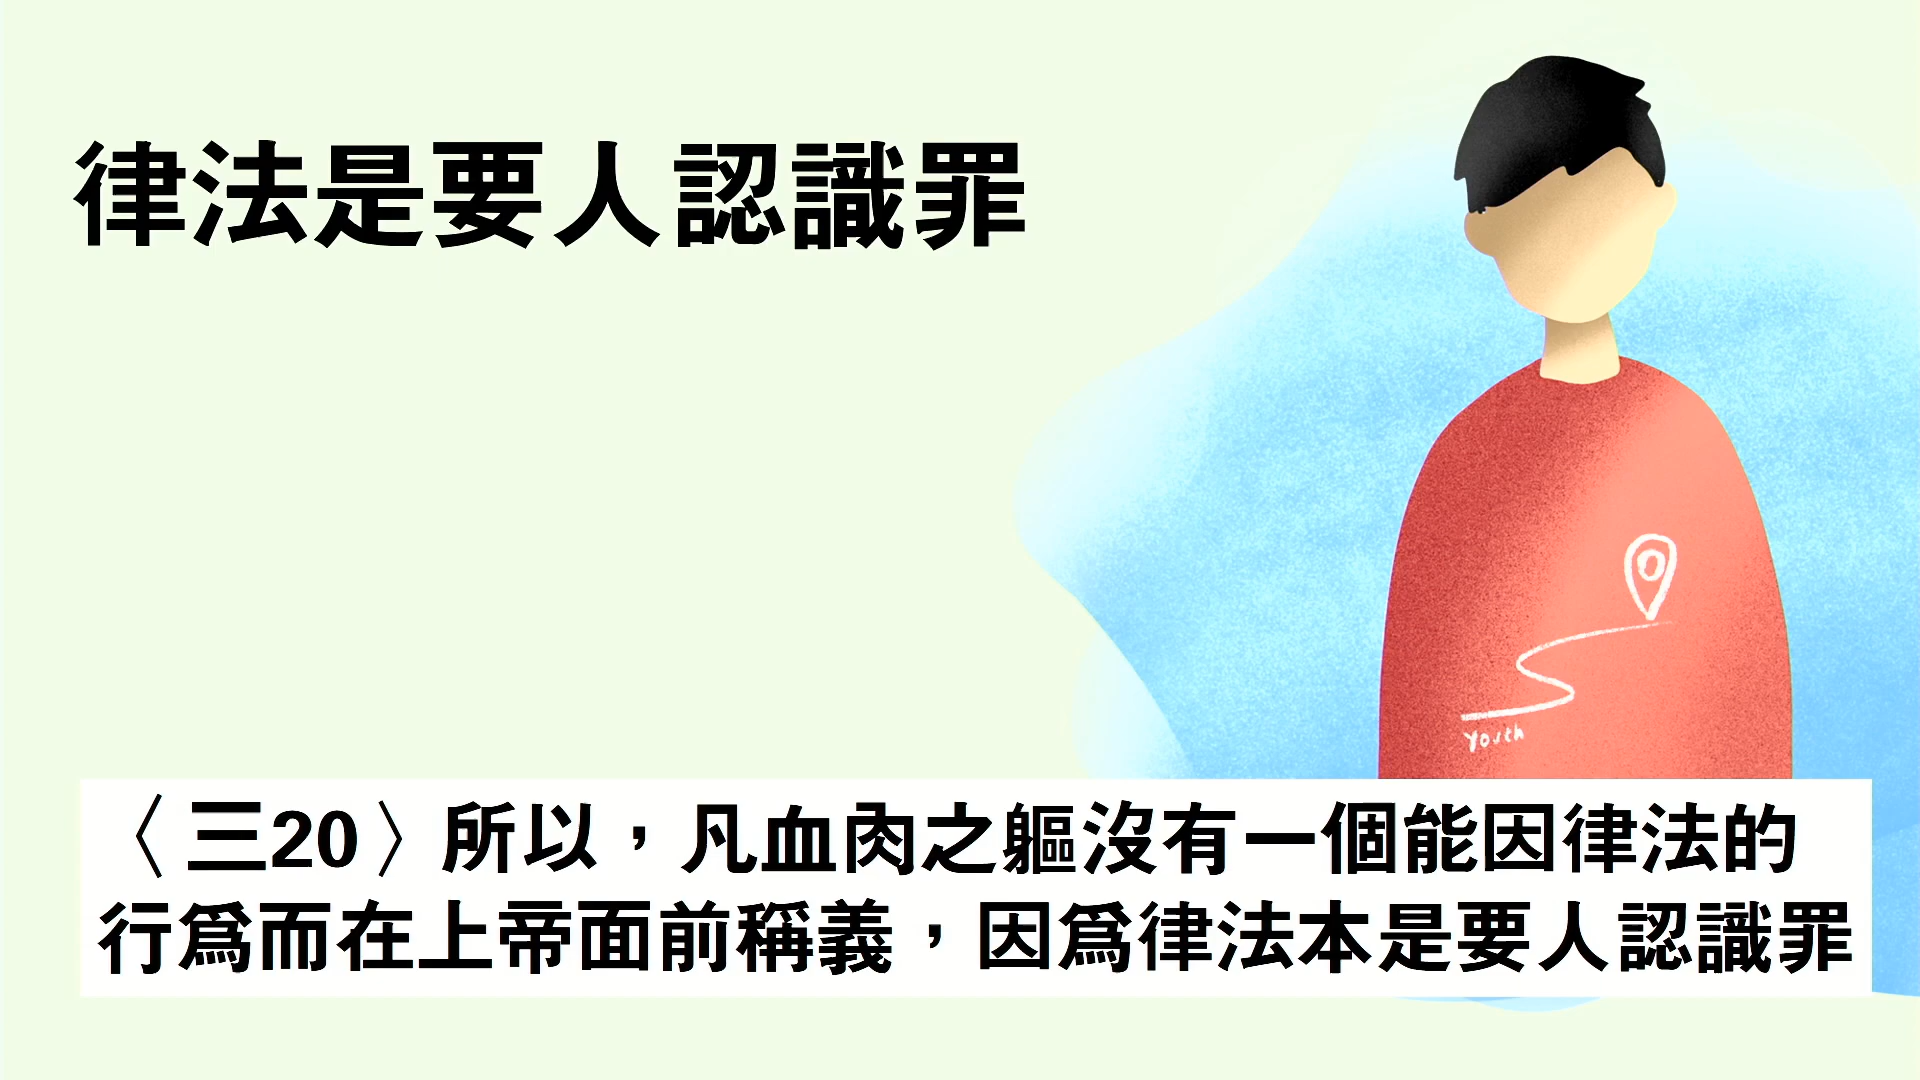 律法是要人認識罪
Youth
〈三20〉所以，凡血肉之軀沒有一個能因律法的
行爲而在上帝面前稱義，因爲律法本是要人認識罪